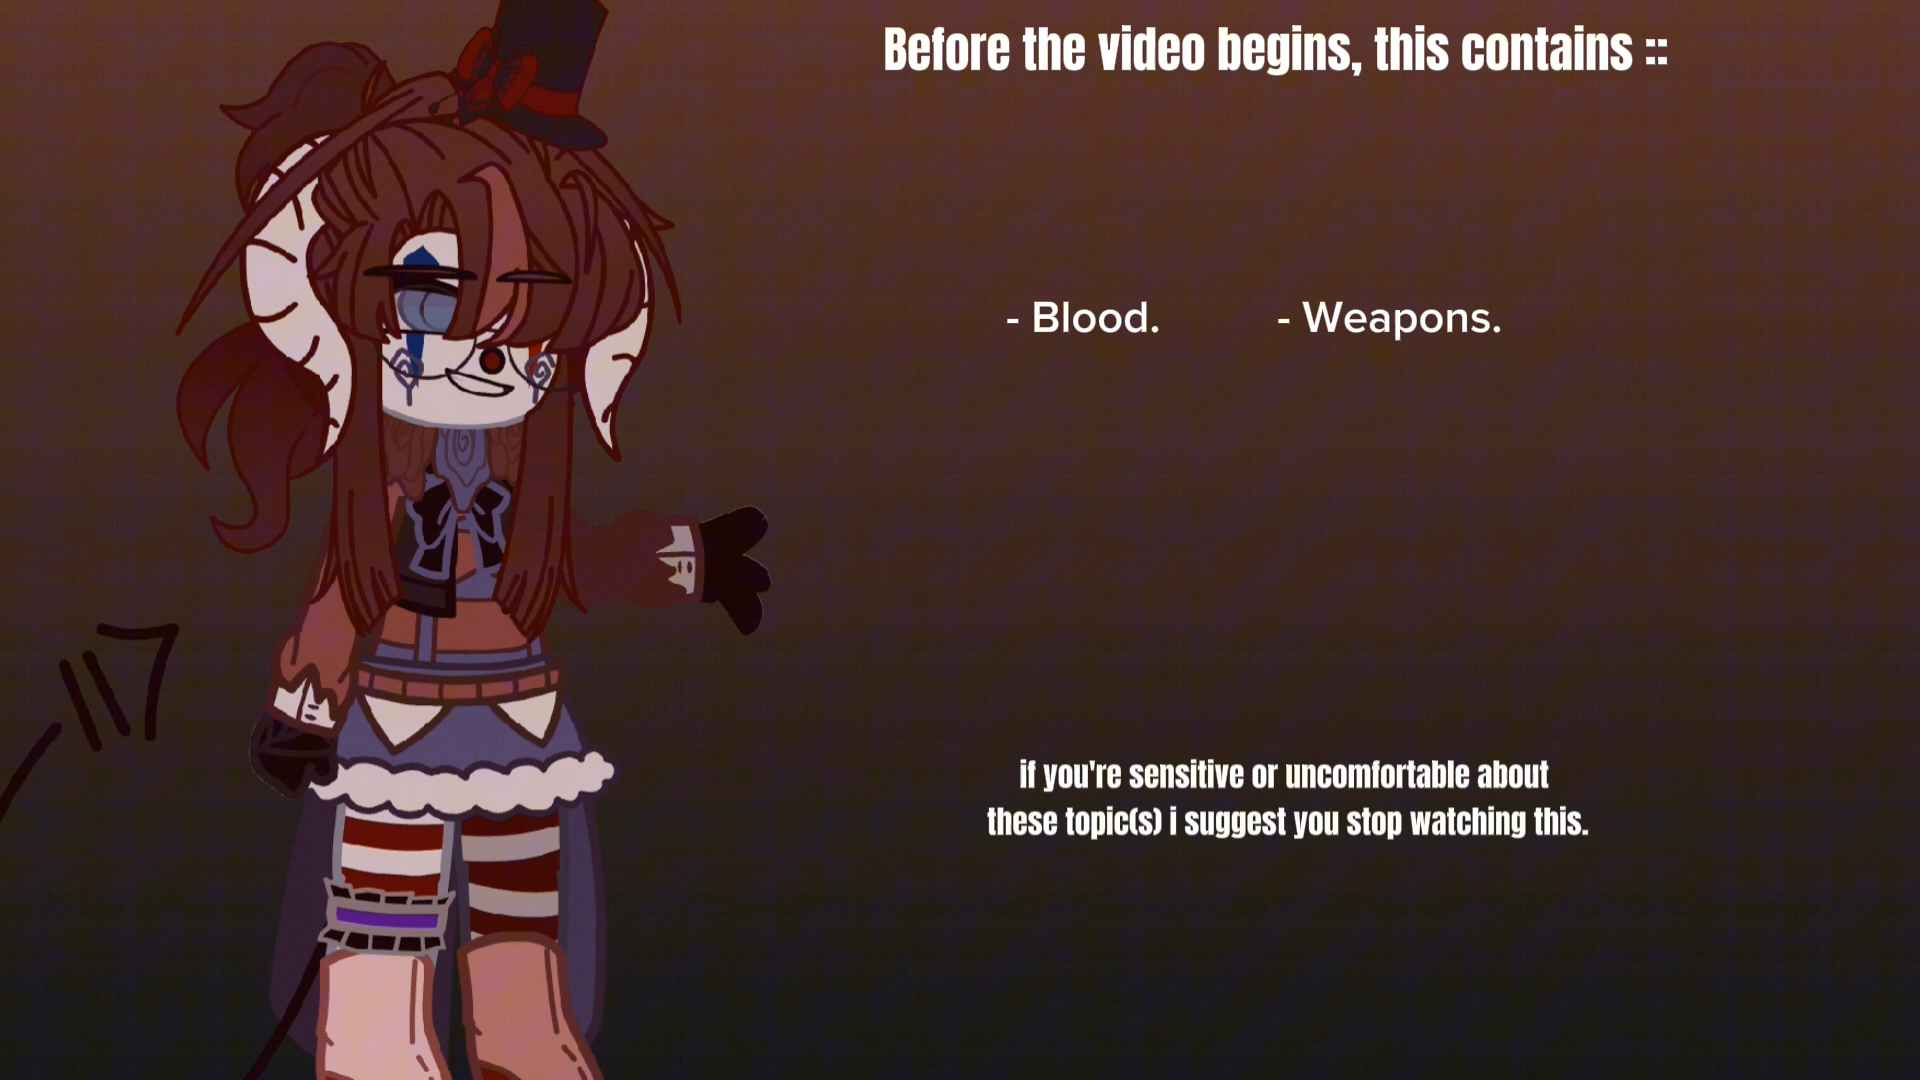 Before the video begins, this contains ::
- Blood. - Weapons.
if you're sensitive or uncomfortable about
these topic(s) i suggest you stop watching this.